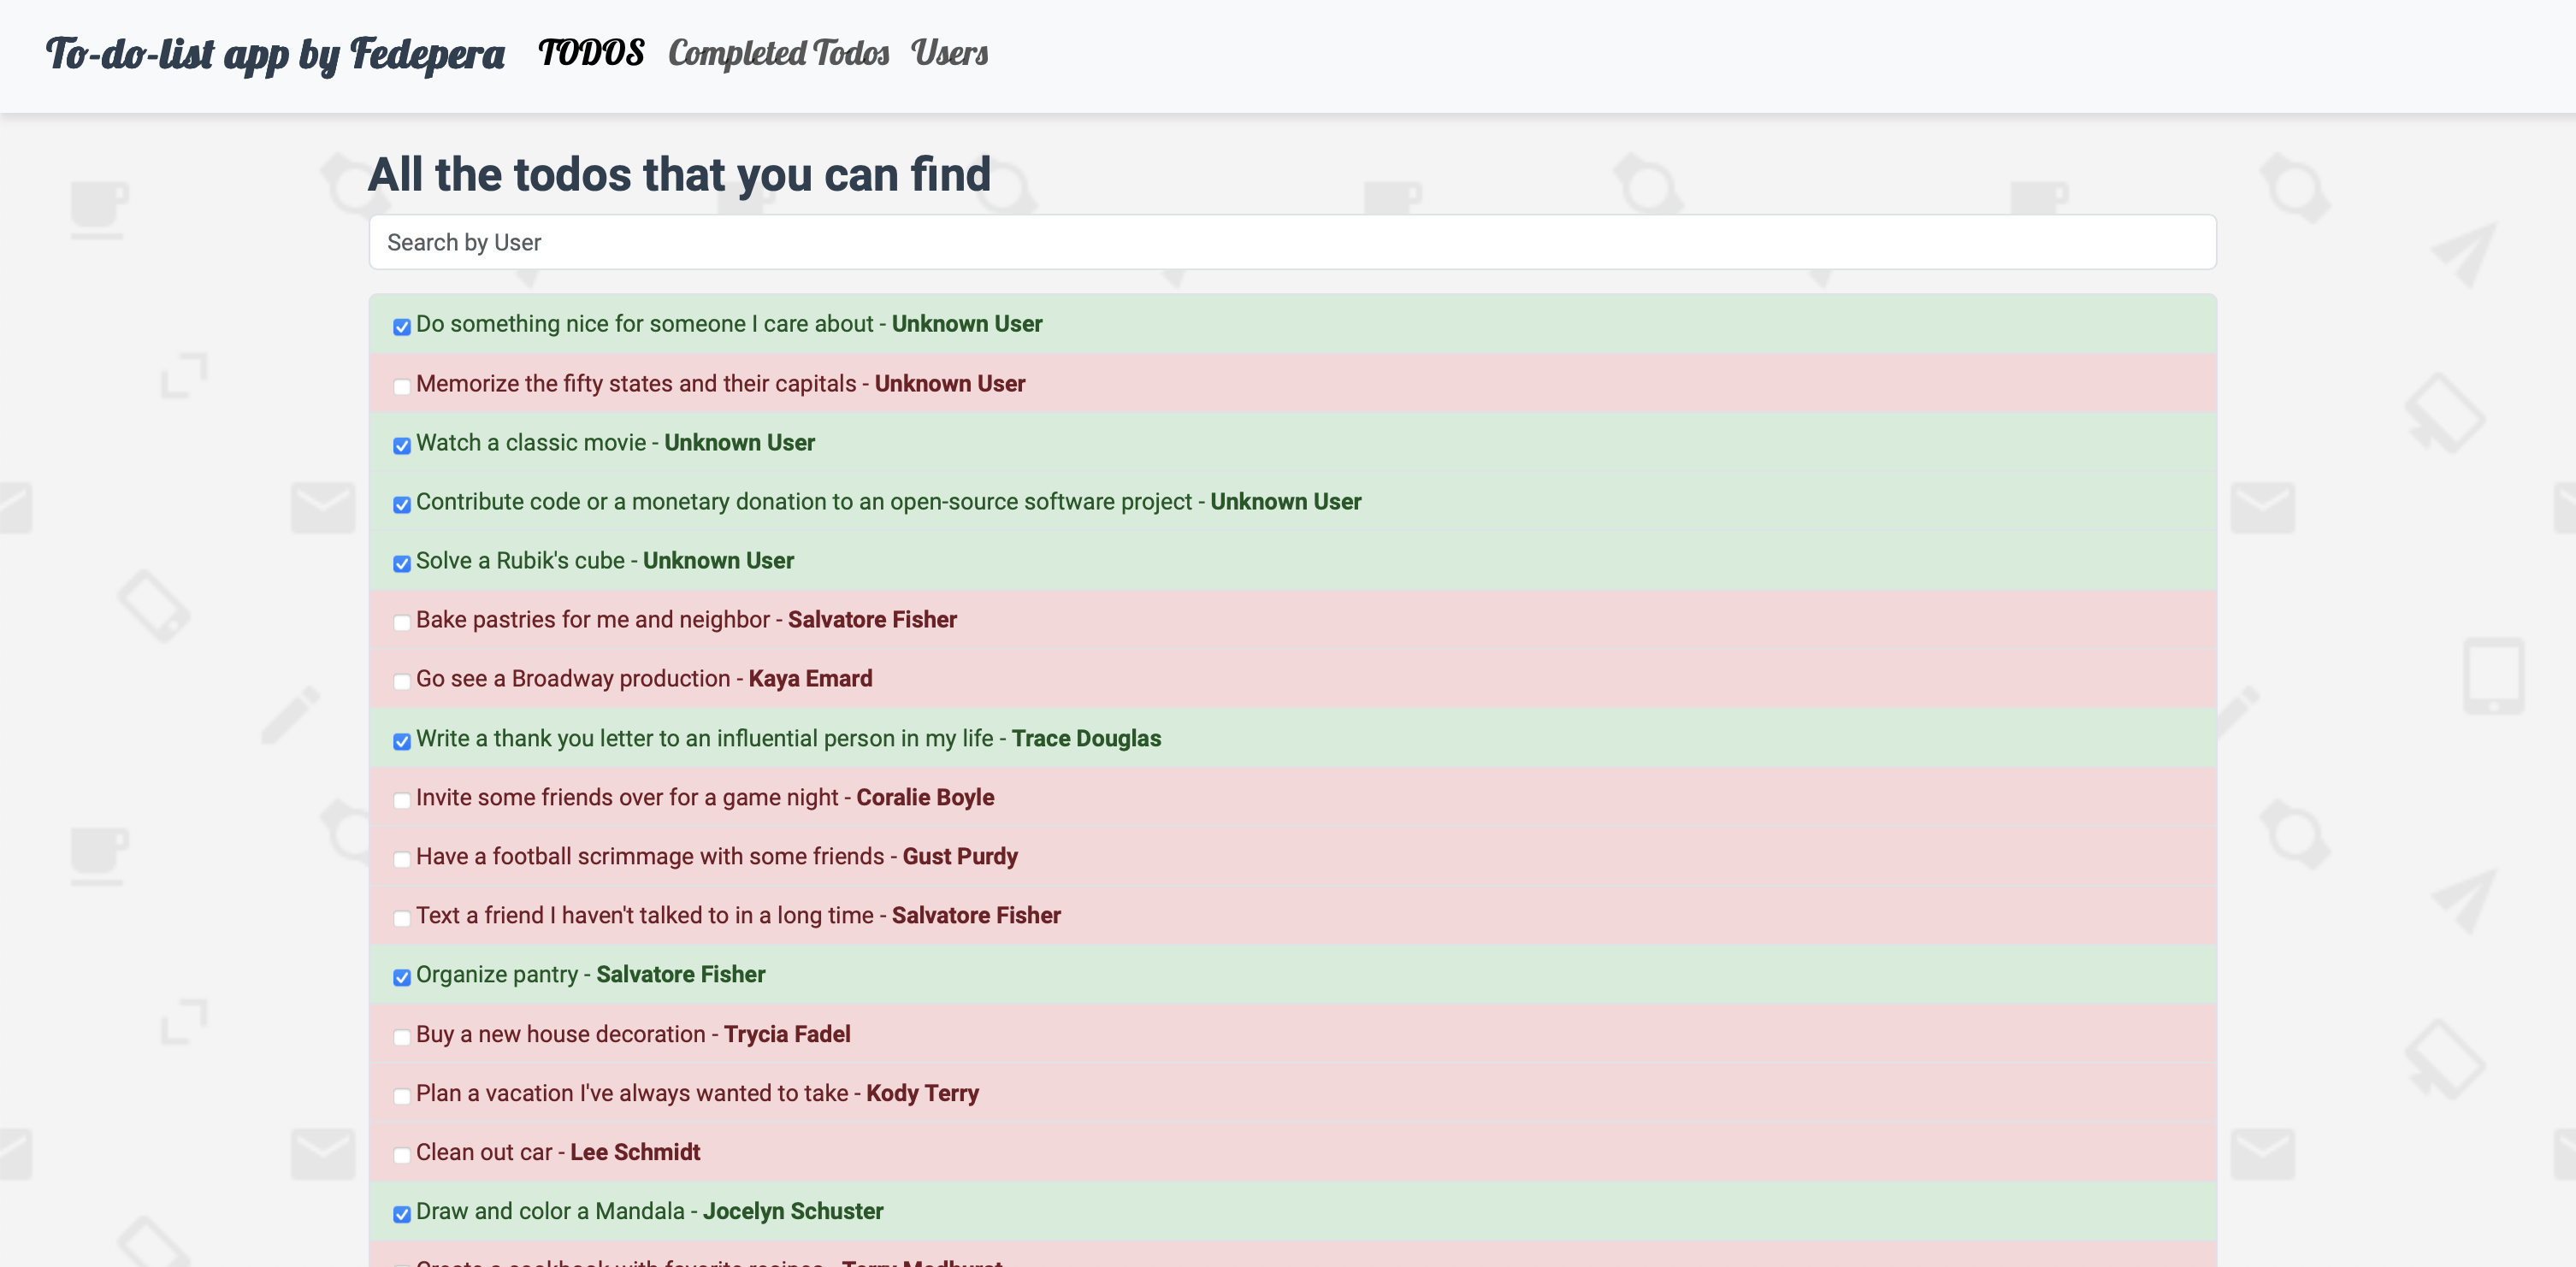 To-do-list app by Fedepera TODOS Completed Todos Users
All the todos that you can find
Search by User
Do something nice for someone I care about - Unknown User
Memorize the fifty states and their capitals - Unknown User
Watch a classic movie - Unknown User
Contribute code or a monetary donation to an open-source software project - Unknown User
Solve a Rubik's cube - Unknown User
Bake pastries for me and neighbor - Salvatore Fisher
Go see a Broadway production - Kaya Emard
Write a thank you letter to an influential person in my life - Trace Douglas
Invite some friends over for a game night - Coralie Boyle
Have a football scrimmage with some friends - Gust Purdy
Text a friend I haven't talked to in a long time - Salvatore Fisher
Organize pantry - Salvatore Fisher
Buy a new house decoration - Trycia Fadel
Plan a vacation I've always wanted to take - Kody Terry
Clean out car - Lee Schmidt
Draw and color a Mandala - Jocelyn Schuster
Create a cookbook with favorite recipes - Terry Medhurst